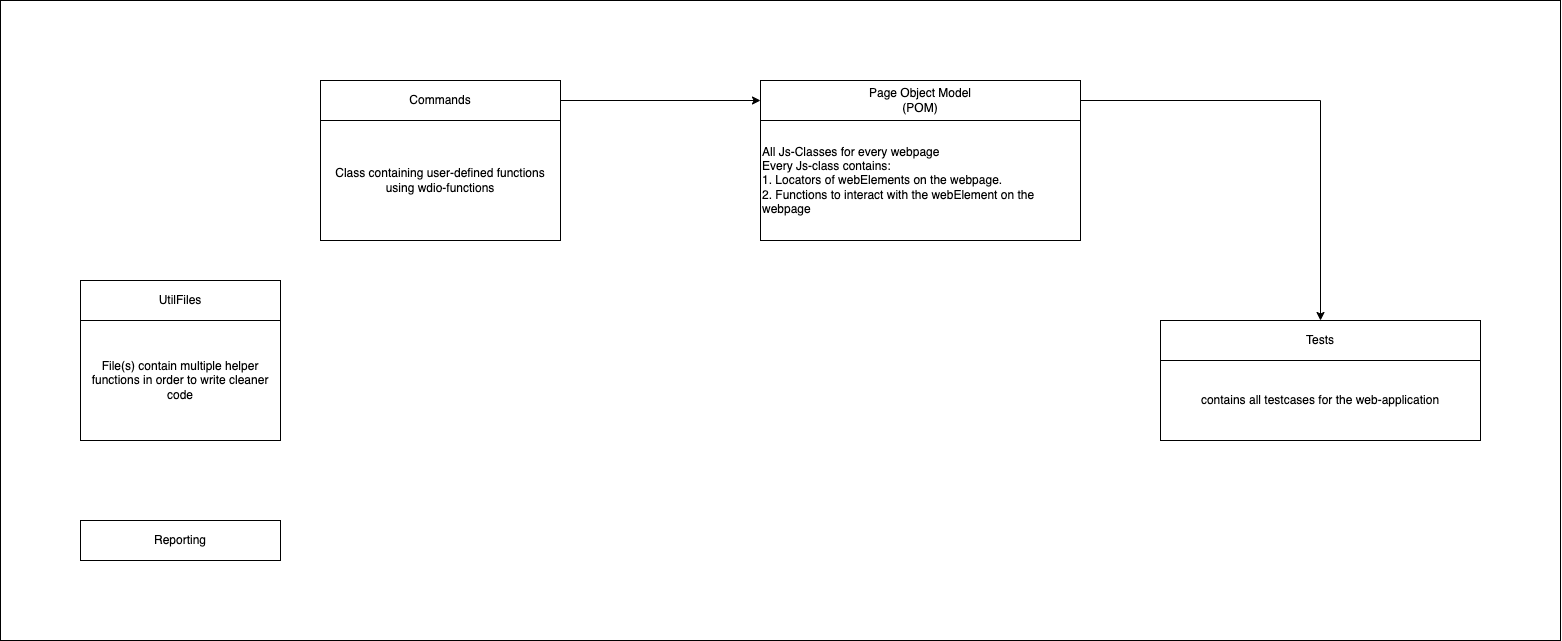 Commands
Class containing user-defined functions
using wdio-functions
Page Object Model
(POM)
All Js-Classes for every webpage
Every Js-class contains:
1. Locators of webElements on the webpage.
2. Functions to interact with the webElement on the
webpage
UtilFiles
File(s) contain multiple helper
functions in order to write cleaner
code
Tests
contains all testcases for the web-application
Reporting